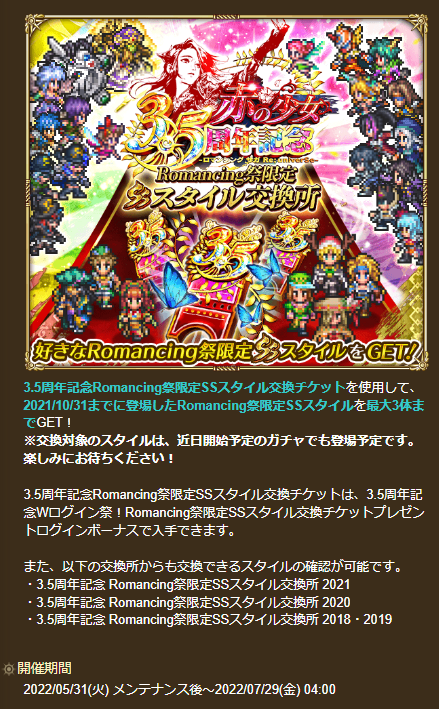 赤の少女
3.5周年記念
-ロマンシング サガ Re;univerSe-
Romancing祭限定
SSスタイル交換所
3.5
3.5
3.5
好きなRomancing祭限定SSスタイルをGET!
3.5周年記念Romancing祭限定SSスタイル交換チケットを使用して、
2021/10/31までに登場したRomancing祭限定SSスタイルを最大3体ま
でGET！
※交換対象のスタイルは、近日開始予定のガチャでも登場予定です。
楽しみにお待ちください！
3.5周年記念Romancing祭限定SSスタイル交換チケットは、3.5周年記
念Wログイン祭！Romancing祭限定SSスタイル交換チケットプレゼン
トログインボーナスで入手できます。
また、以下の交換所からも交換できるスタイルの確認が可能です。
・3.5周年記念 Romancing祭限定SSスタイル交換所 2021
・3.5周年記念 Romancing祭限定SSスタイル交換所 2020
・3.5周年記念 Romancing祭限定SSスタイル交換所 2018・2019
開催期間
2022/05/31(火) メンテナンス後～2022/07/29(金) 04:00